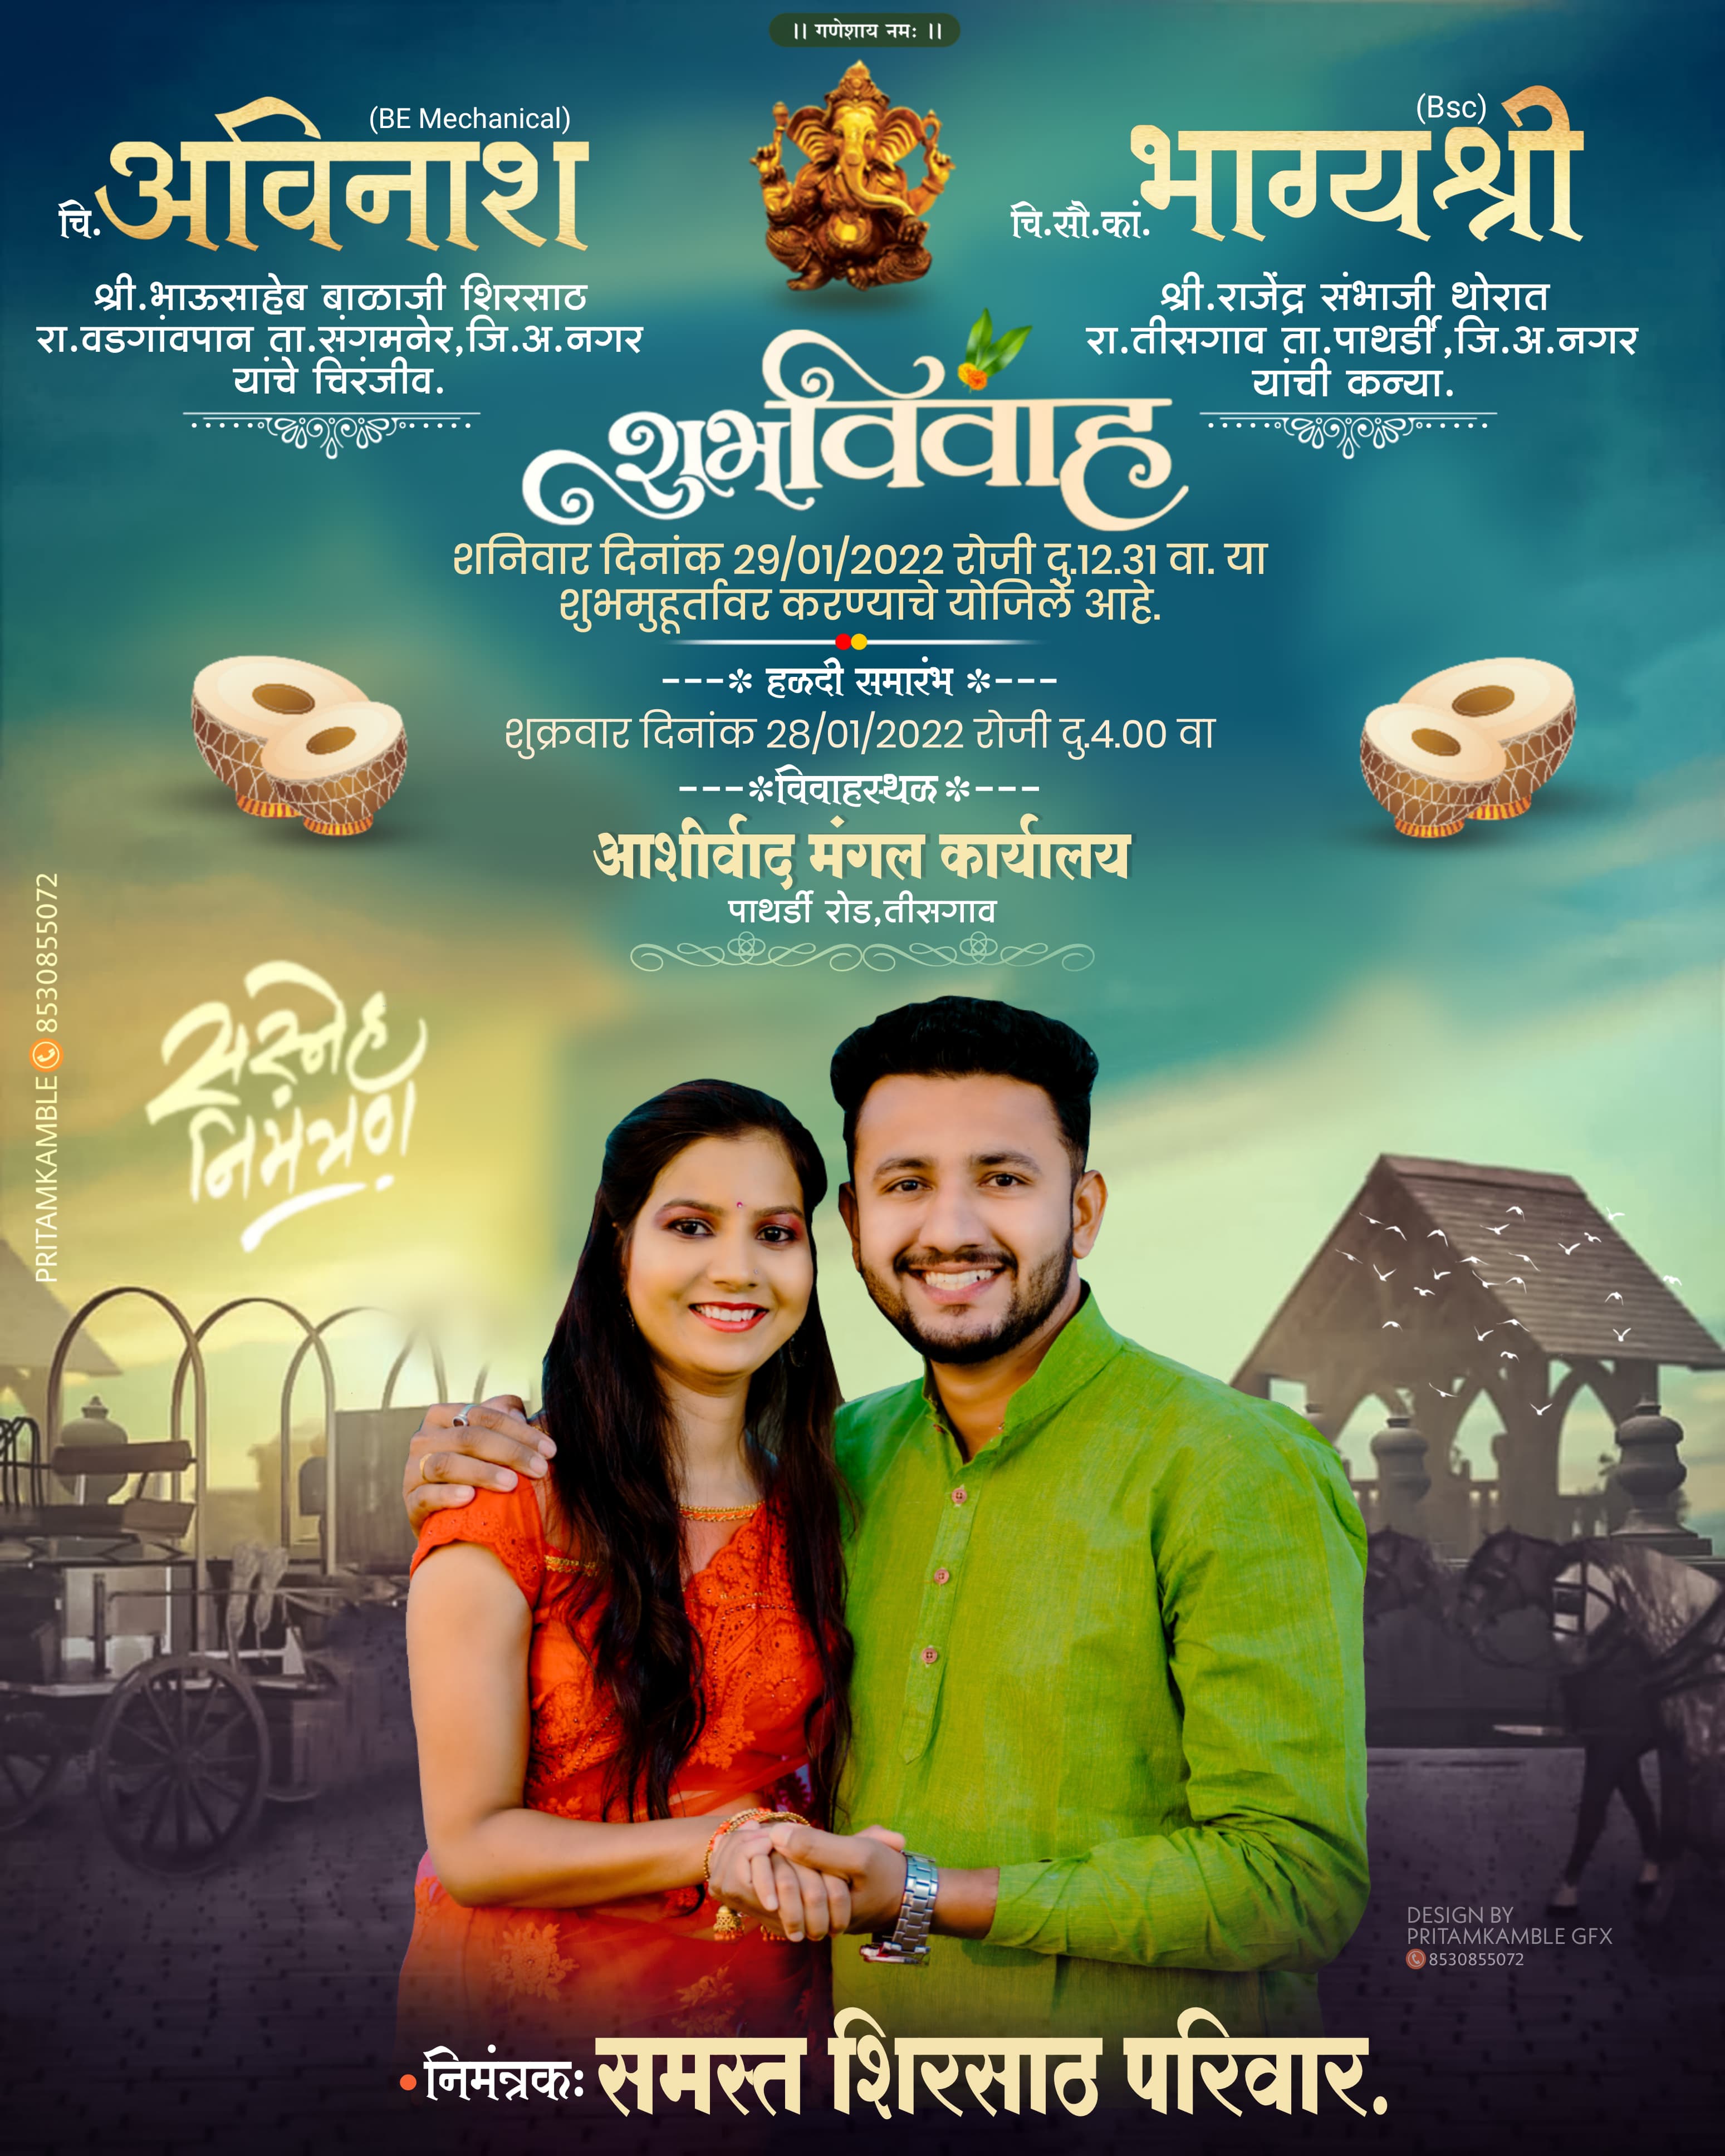 ।। गणेशाय नमः ।।
(BE Mechanical)
चि. अविनाश
श्री.भाऊसाहेब बाळाजी शिरसाठ
रा.वडगांवपान ता.संगमनेर,जि.अ.नगर
यांचे चिरंजीव.
(Bsc)
चि.सौ.कां. भाग्यश्री
श्री.राजेंद्र संभाजी थोरात
रा.तीसगाव ता.पाथर्डी,जि.अ.नगर
यांची कन्या.
शुभविवाह
शनिवार दिनांक 29/01/2022 रोजी दु.12.31 वा. या
शुभमुहूर्तावर करण्याचे योजिले आहे.
---* हळदी समारंभ *---
शुक्रवार दिनांक 28/01/2022 रोजी दु.4.00 वा
---*विवाहस्थळ*---
आशीर्वाद मंगल कार्यालय
पाथर्डी रोड,तीसगाव
PRITAMKAMBLE 8530855072
सस्नेह
निमंत्रण
DESIGN BY
PRITAMKAMBLE GFX
8530855072
निमंत्रक: समस्त शिरसाठ परिवार.